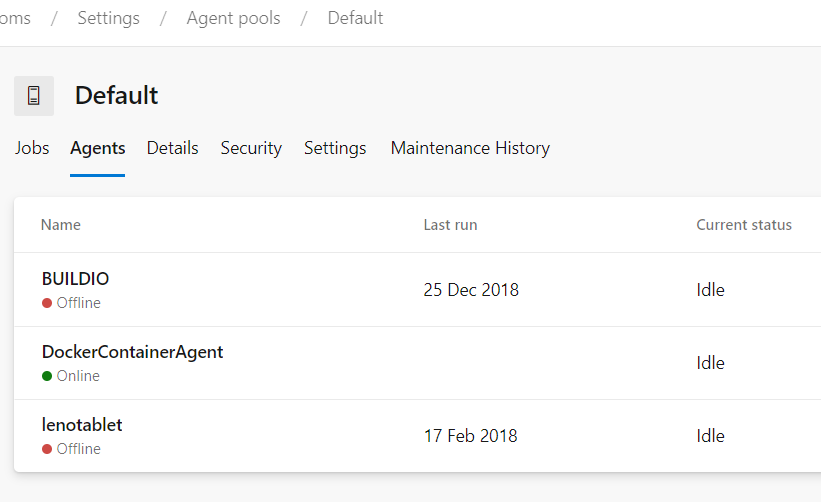 oms / Settings / Agent pools / Default
Default
Jobs Agents Details Security Settings Maintenance History
Name Last run Current status
BUILDIO
Offline
25 Dec 2018 Idle
DockerContainerAgent
Online
Idle
lenotablet
Offline
17 Feb 2018 Idle